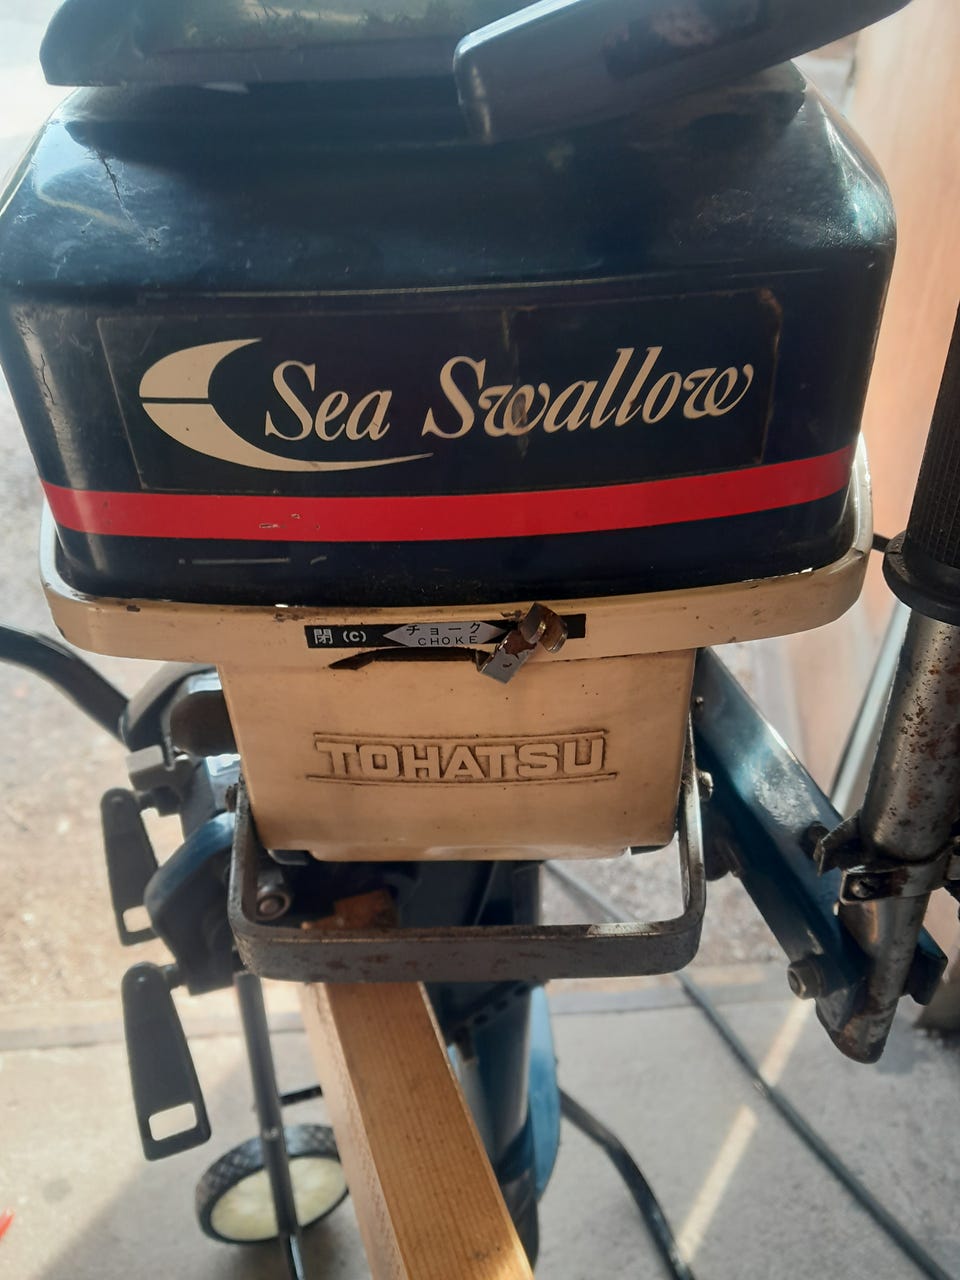 Sea Swallow
閉 (C) チョーク
CHOKE
TOHATSU